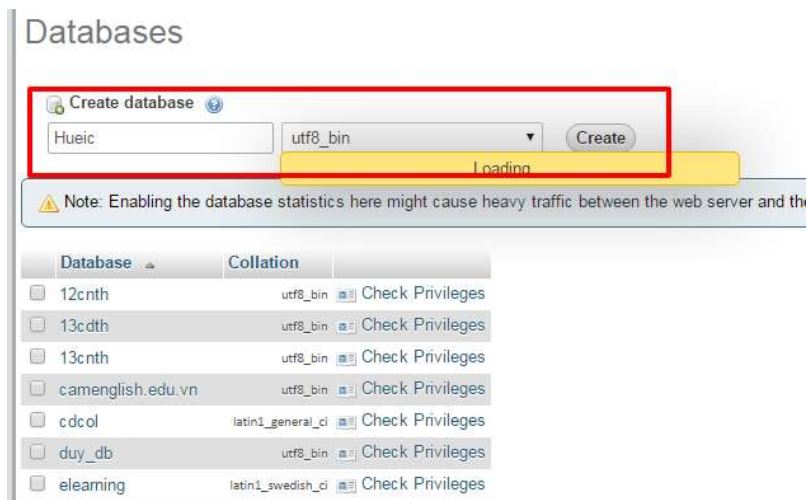 Databases
Create database
Hueic utf8_bin Create
Loading
Note: Enabling the database statistics here might cause heavy traffic between the web server and the
Database Collation
12cnth utf8_bin Check Privileges
13cdth utf8_bin Check Privileges
13cnth utf8_bin Check Privileges
camenglish.edu.vn utf8_bin Check Privileges
cdcol latin1_general_ci Check Privileges
duy_db utf8_bin Check Privileges
elearning latin1_swedish_ci Check Privileges